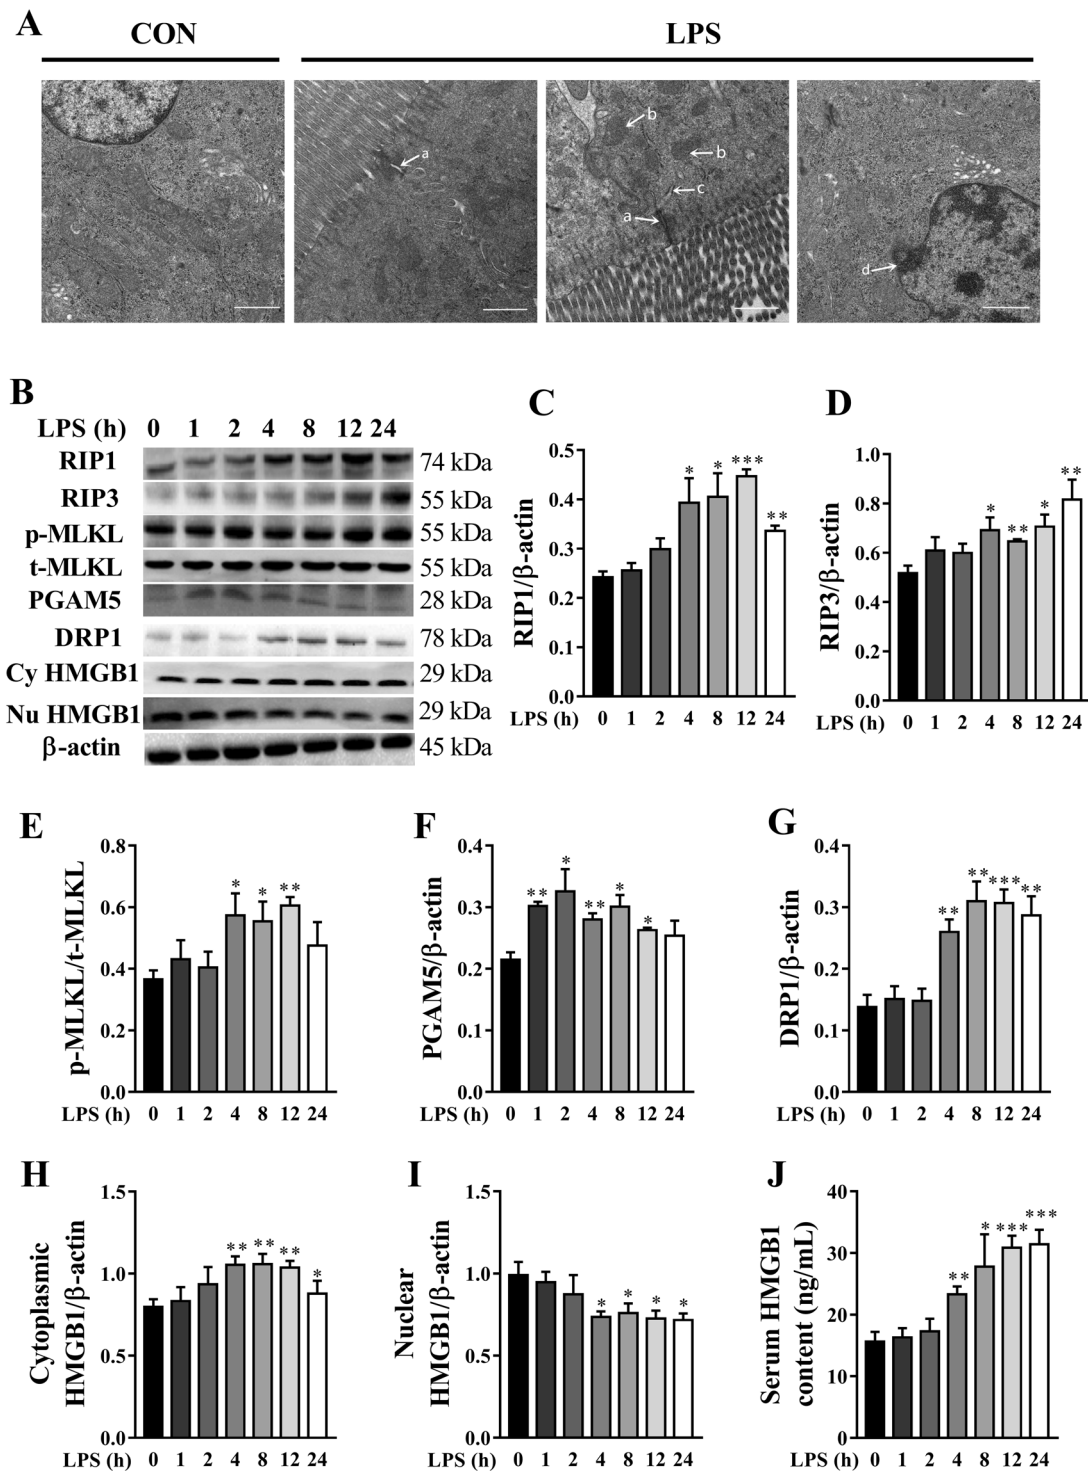 A
CON
LPS
a
b
b
c
a
d
B
LPS (h) 0 1 2 4 8 12 24
RIP1 74 kDa
RIP3 55 kDa
p-MLKL 55 kDa
t-MLKL 55 kDa
PGAM5 28 kDa
DRP1 78 kDa
Cy HMGB1 29 kDa
Nu HMGB1 29 kDa
β-actin 45 kDa
C
RIP1/β-actin
0.5
0.4
0.3
0.2
0.1
0.0
* * *** **
LPS (h) 0 1 2 4 8 12 24
D
RIP3/β-actin
1.0
0.8
0.6
0.4
0.2
0.0
* ** * **
LPS (h) 0 1 2 4 8 12 24
E
p-MLKL/t-MLKL
0.8
0.6
0.4
0.2
0.0
* * **
LPS (h) 0 1 2 4 8 12 24
F
PGAM5/β-actin
0.4
0.3
0.2
0.1
0.0
** * ** * *
LPS (h) 0 1 2 4 8 12 24
G
DRP1/β-actin
0.4
0.3
0.2
0.1
0.0
** ** *** **
LPS (h) 0 1 2 4 8 12 24
H
Cytoplasmic
HMGB1/β-actin
1.5
1.0
0.5
0.0
** ** ** *
LPS (h) 0 1 2 4 8 12 24
I
Nuclear
HMGB1/β-actin
1.5
1.0
0.5
0.0
* * * *
LPS (h) 0 1 2 4 8 12 24
J
Serum HMGB1
content (ng/mL)
40
30
20
10
0
** * *** ***
LPS (h) 0 1 2 4 8 12 24